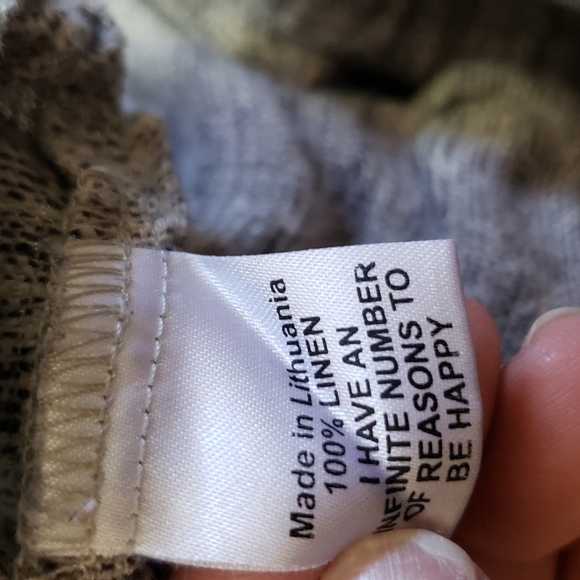 Made in Lithuania
100% LINEN
I HAVE AN
INFINITE NUMBER
OF REASONS TO
BE HAPPY